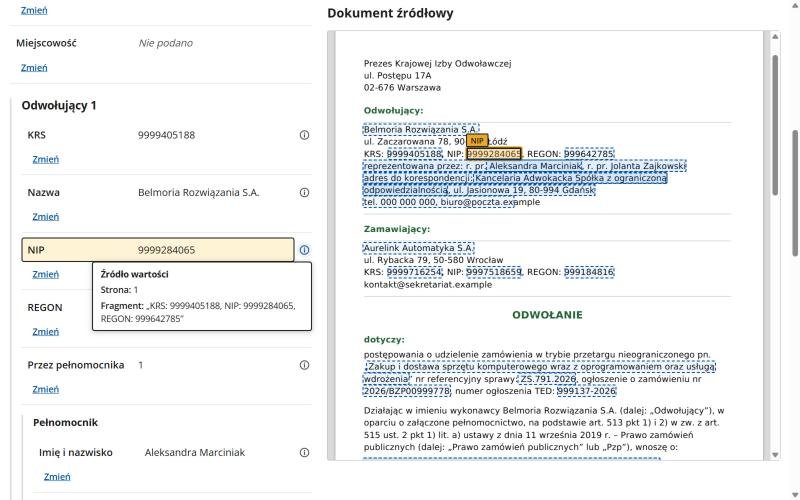 Zmień
Miejscowość
Nie podano
Zmień
Odwołujący 1
KRS
9999405188
Zmień
Nazwa
Belmoria Rozwiązania S.A.
Zmień
NIP
9999284065
Zmień
Źródło wartości
Strona: 1
Fragment: „KRS: 9999405188, NIP: 9999284065,
REGON: 999642785”
REGON
Zmień
Przez pełnomocnika
1
Zmień
Pełnomocnik
Imię i nazwisko
Aleksandra Marciniak
Zmień
Dokument źródłowy
Prezes Krajowej Izby Odwoławczej
ul. Postępu 17A
02-676 Warszawa
Odwołujący:
Belmoria Rozwiązania S.A.
NIP
ul. Zaczarowana 78, 90 Łódź
KRS: 9999405188, NIP: 9999284065, REGON: 999642785
reprezentowana przez: r. pr. Aleksandra Marciniak, r. pr. Jolanta Zajkowski
adres do korespondencji: Kancelaria Adwokacka Spółka z ograniczoną
odpowiedzialnością, ul. Jasionowa 19, 80-994 Gdańsk
tel. 000 000 000, biuro@poczta.example
Zamawiający:
Aurelink Automatyka S.A.
ul. Rybacka 79, 50-580 Wrocław
KRS: 9999716254, NIP: 9997518659, REGON: 999184816
kontakt@sekretariat.example
ODWOŁANIE
dotyczy:
postępowania o udzielenie zamówienia w trybie przetargu nieograniczonego pn.
„Zakup i dostawa sprzętu komputerowego wraz z oprogramowaniem oraz usługą
wdrożenia” nr referencyjny sprawy: ZS.791.2026, ogłoszenie o zamówieniu nr
2026/BZP00999778, numer ogłoszenia TED: 999137-2026
Działając w imieniu wykonawcy Belmoria Rozwiązania S.A. (dalej: „Odwołujący”), w
oparciu o załączone pełnomocnictwo, na podstawie art. 513 pkt 1) i 2) w zw. z art.
515 ust. 2 pkt 1) lit. a) ustawy z dnia 11 września 2019 r. – Prawo zamówień
publicznych (dalej: „Prawo zamówień publicznych” lub „Pzp”), wnoszę o: